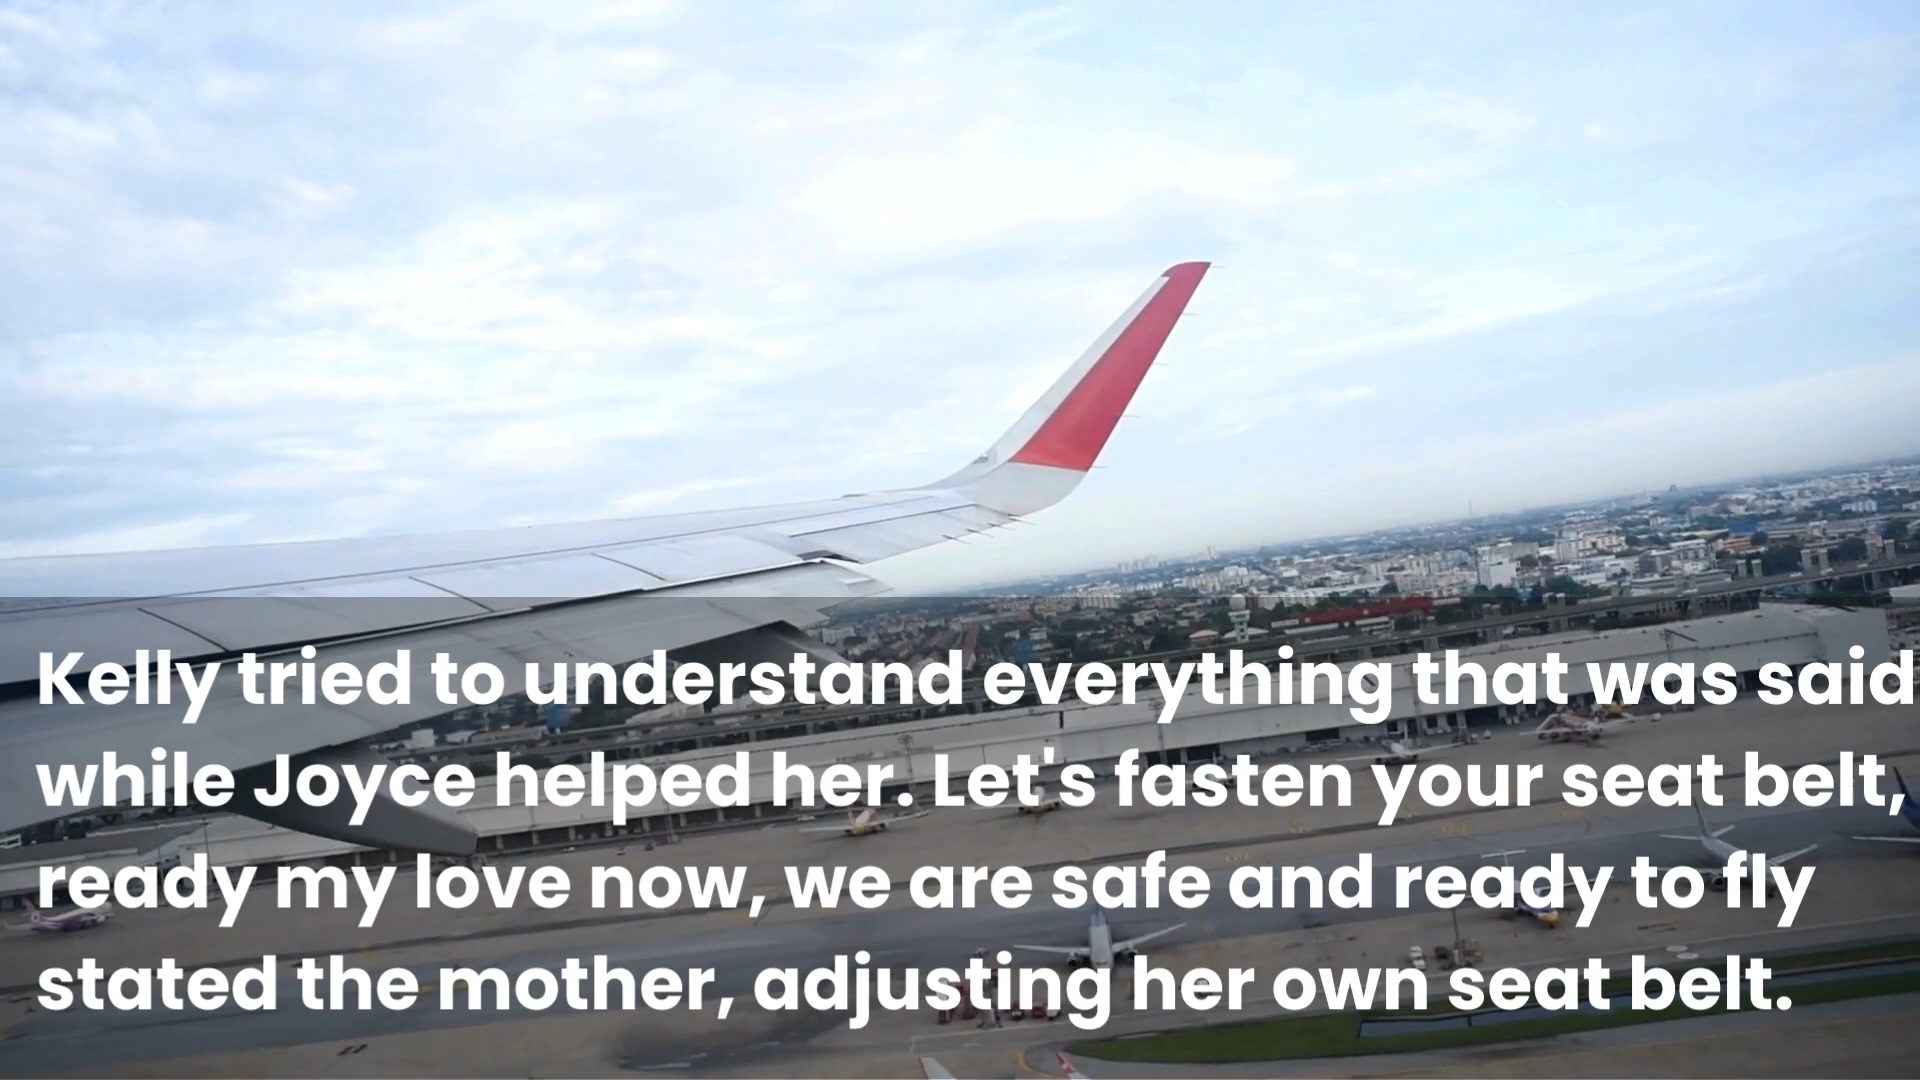 Kelly tried to understand everything that was said
while Joyce helped her. Let's fasten your seat belt,
ready my love now, we are safe and ready to fly
stated the mother, adjusting her own seat belt.